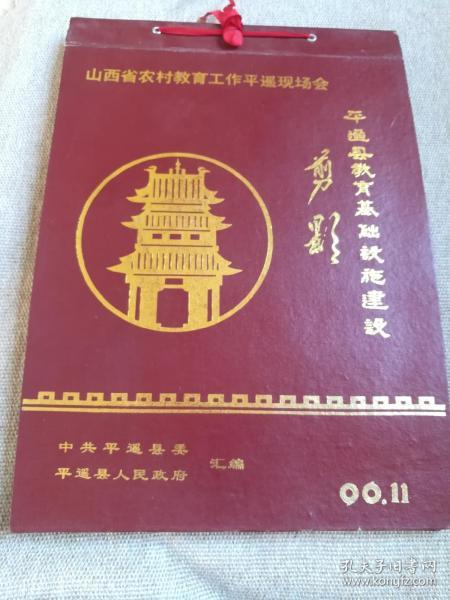 山西省农村教育工作平遥现场会
平遥县教育基础设施建设
剪影
中共平遥县委
平遥县人民政府
汇编
90.11
孔夫子旧书网
www.kongfz.com